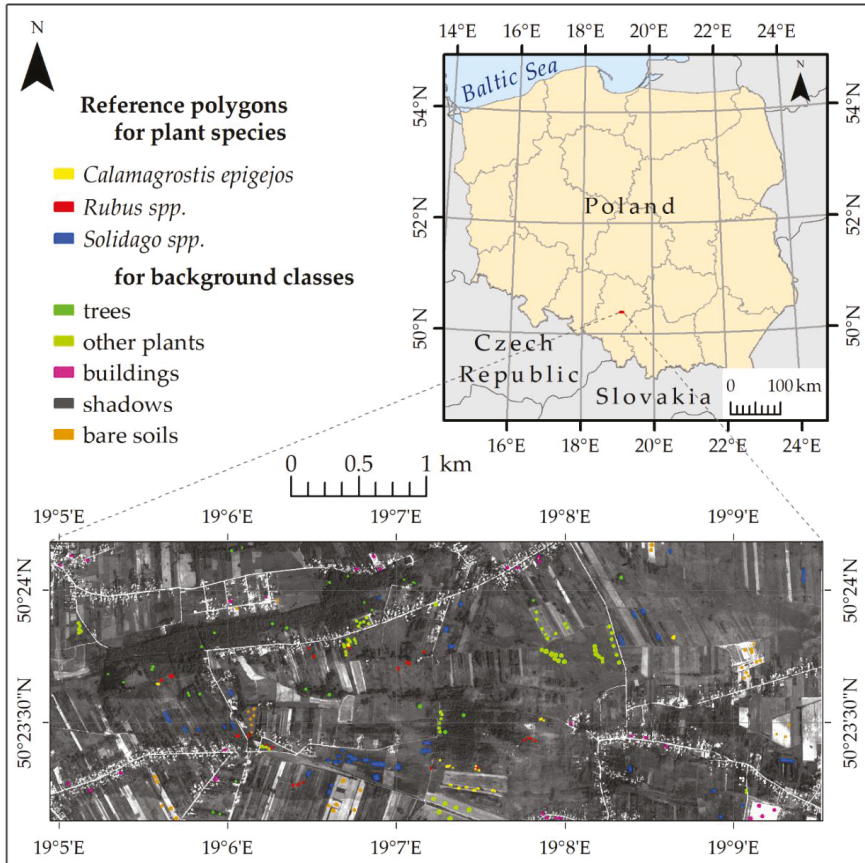 N
Reference polygons
for plant species
Calamagrostis epigejos
Rubus spp.
Solidago spp.
for background classes
trees
other plants
buildings
shadows
bare soils
0 0.5 1 km
14°E 16°E 18°E 19°E 20°E 22°E 24°E
54°N 52°N 50°N
Baltic Sea
N
Poland
Czech
Republic
Slovakia
0 100 km
54°N 52°N 50°N
16°E 18°E 20°E 22°E 24°E
19°5'E 19°6'E 19°7'E 19°8'E 19°9'E
50°24'N 50°23'30"N
50°24'N 50°23'30"N
19°5'E 19°6'E 19°7'E 19°8'E 19°9'E